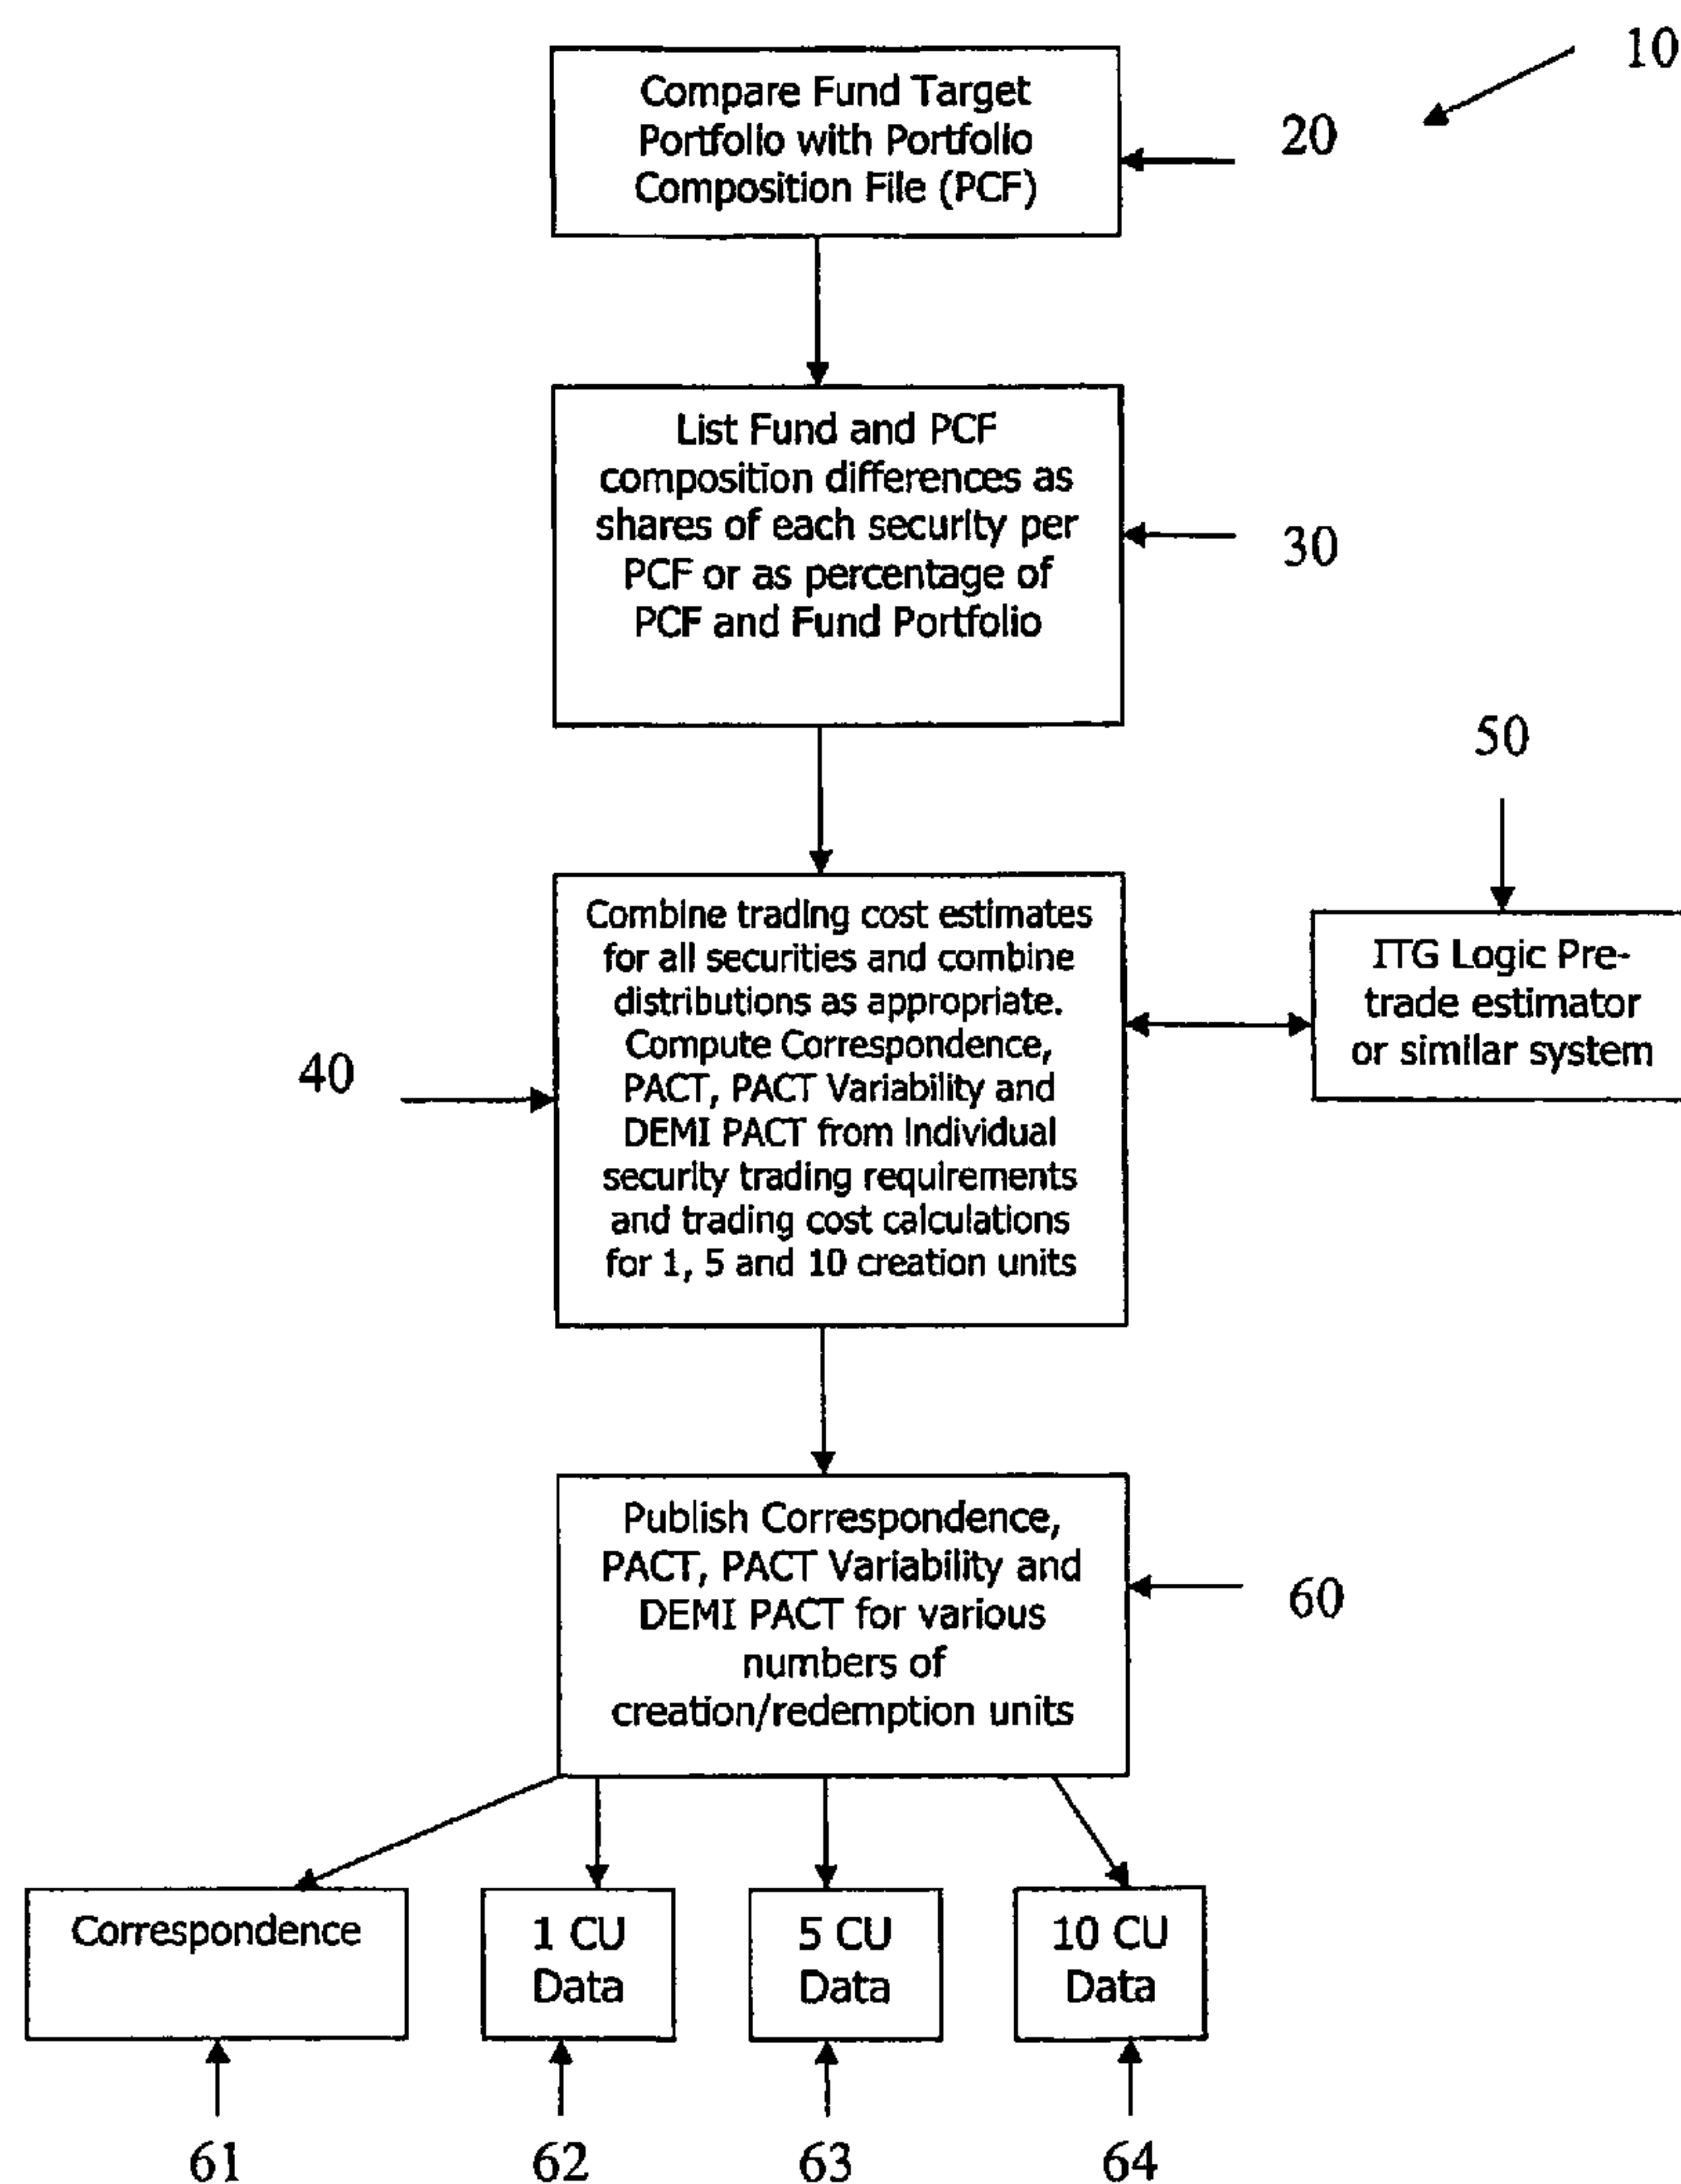 10
Compare Fund Target
Portfolio with Portfolio
Composition File (PCF)
20
List Fund and PCF
composition differences as
shares of each security per
PCF or as percentage of
PCF and Fund Portfolio
30
50
Combine trading cost estimates
for all securities and combine
distributions as appropriate.
Compute Correspondence,
PACT, PACT Variability and
DEMI PACT from Individual
security trading requirements
and trading cost calculations
for 1, 5 and 10 creation units
ITG Logic Pre-
trade estimator
or similar system
40
Publish Correspondence,
PACT, PACT Variability and
DEMI PACT for various
numbers of
creation/redemption units
60
Correspondence
1 CU
Data
5 CU
Data
10 CU
Data
61
62
63
64